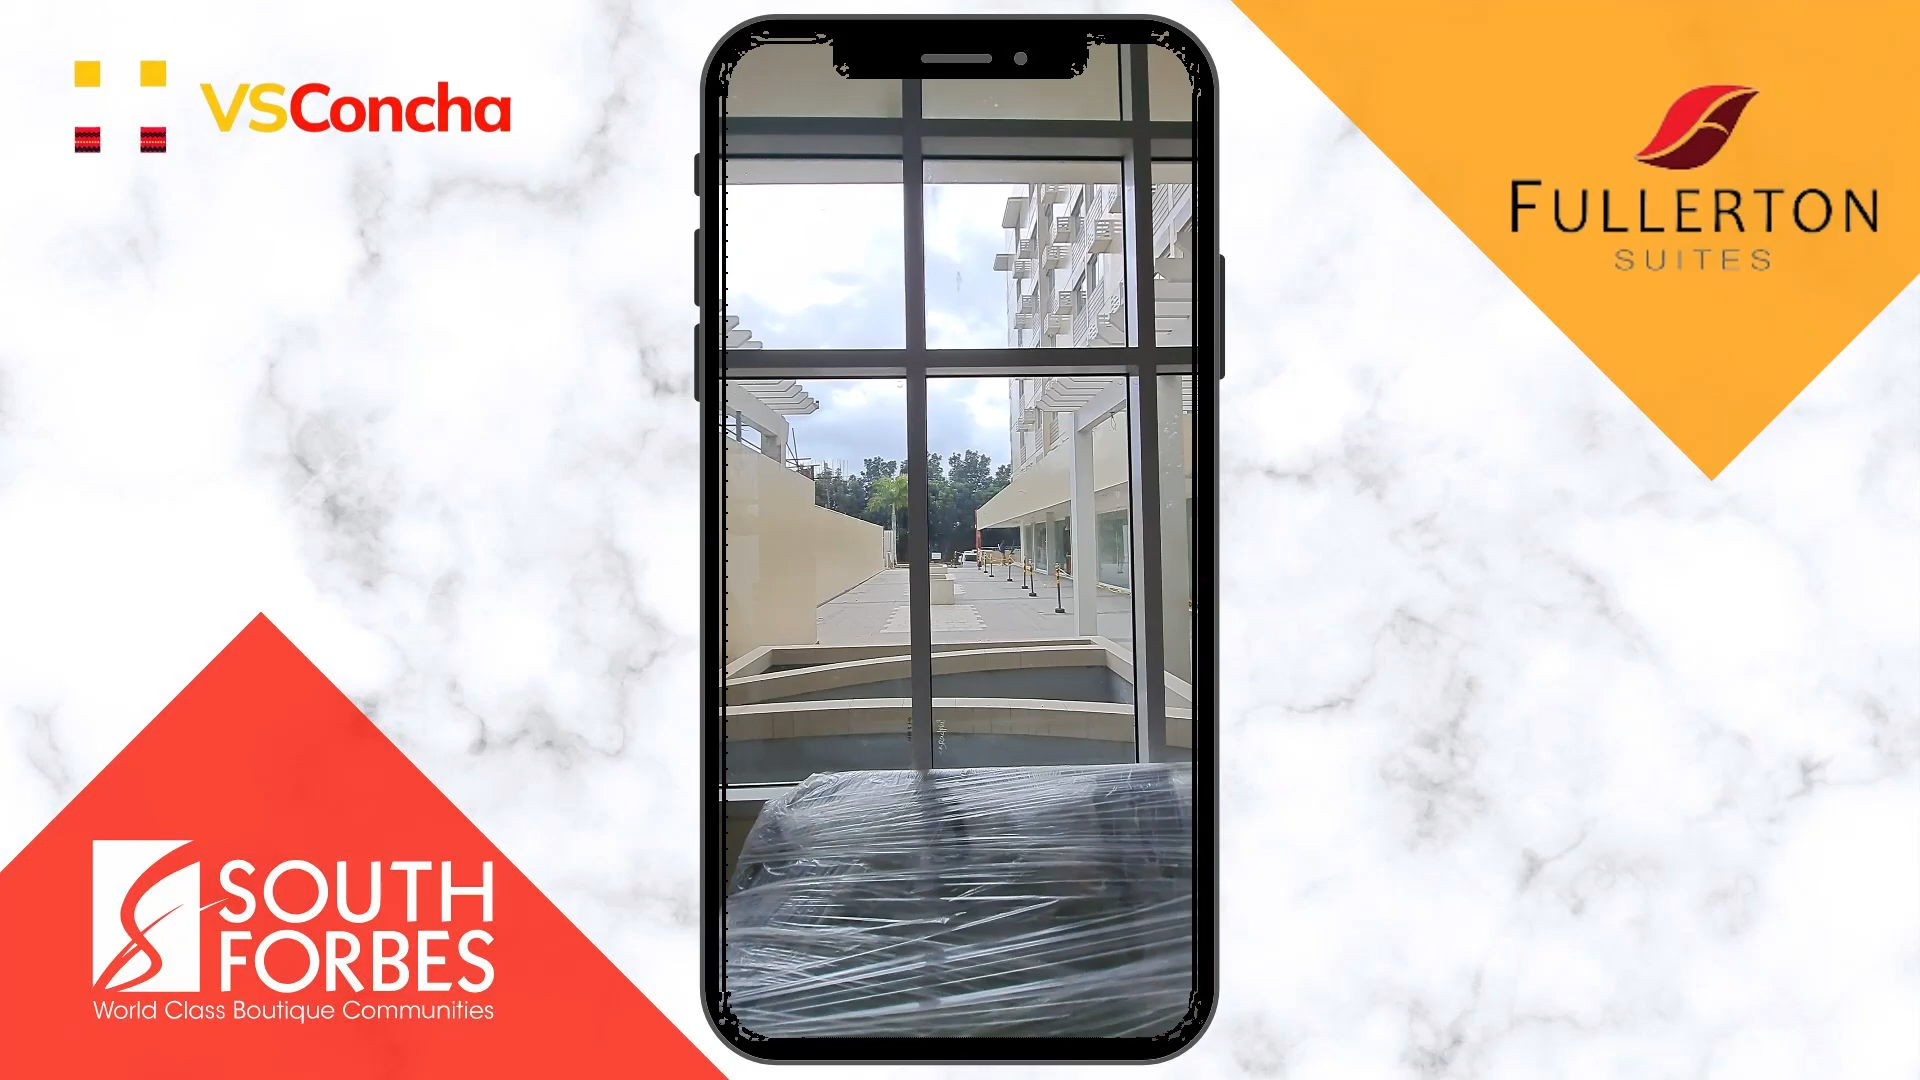 VSConcha
FULLERTON
SUITES
SOUTH
FORBES
World Class Boutique Communities